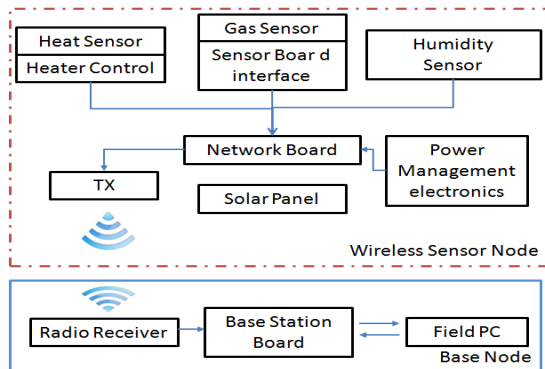 Heat Sensor
Heater Control
Gas Sensor
Sensor Boar d
interface
Humidity
Sensor
Network Board
Power
Management
electronics
TX
Solar Panel
Wireless Sensor Node
Radio Receiver
Base Station
Board
Field PC
Base Node